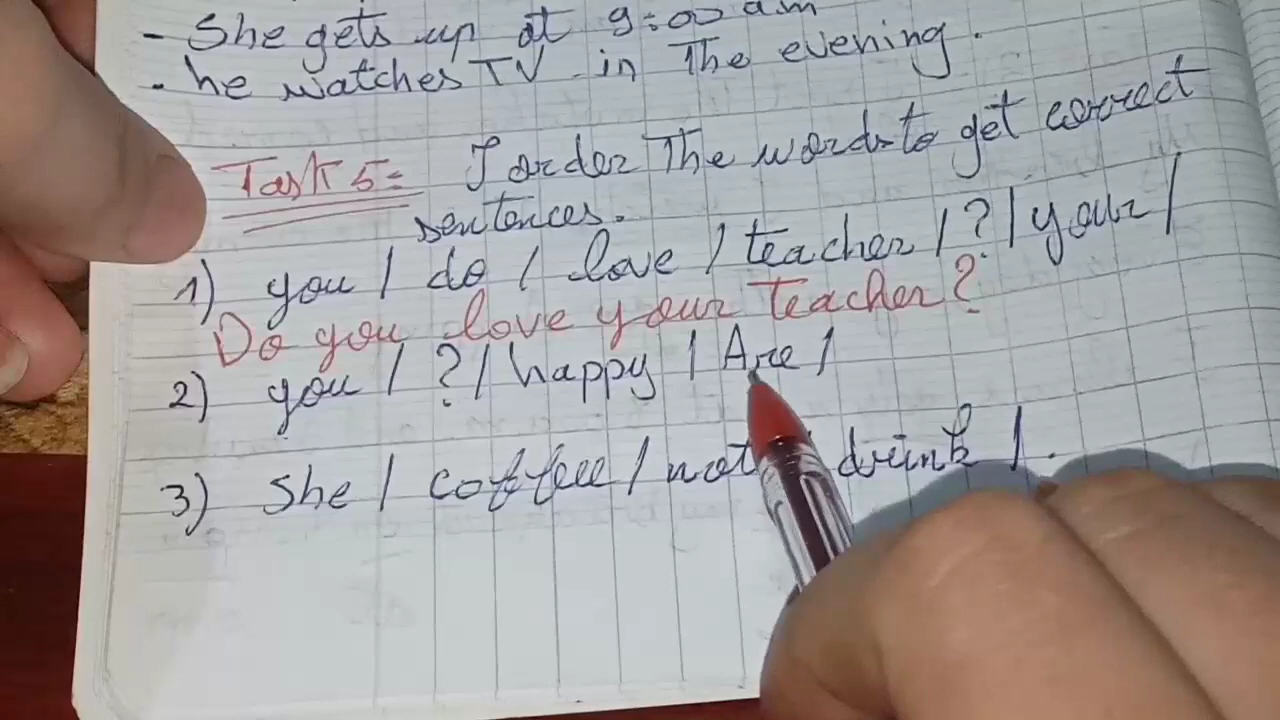 - She gets up at 9:00 am
- he watches TV in The evening.
Task 5: I order The words to get correct
sentences.
1) you / do / love / teacher / ? / your /
Do you love your teacher?
2) you / ? / happy / Are /
3) She / coffee / not drink / .